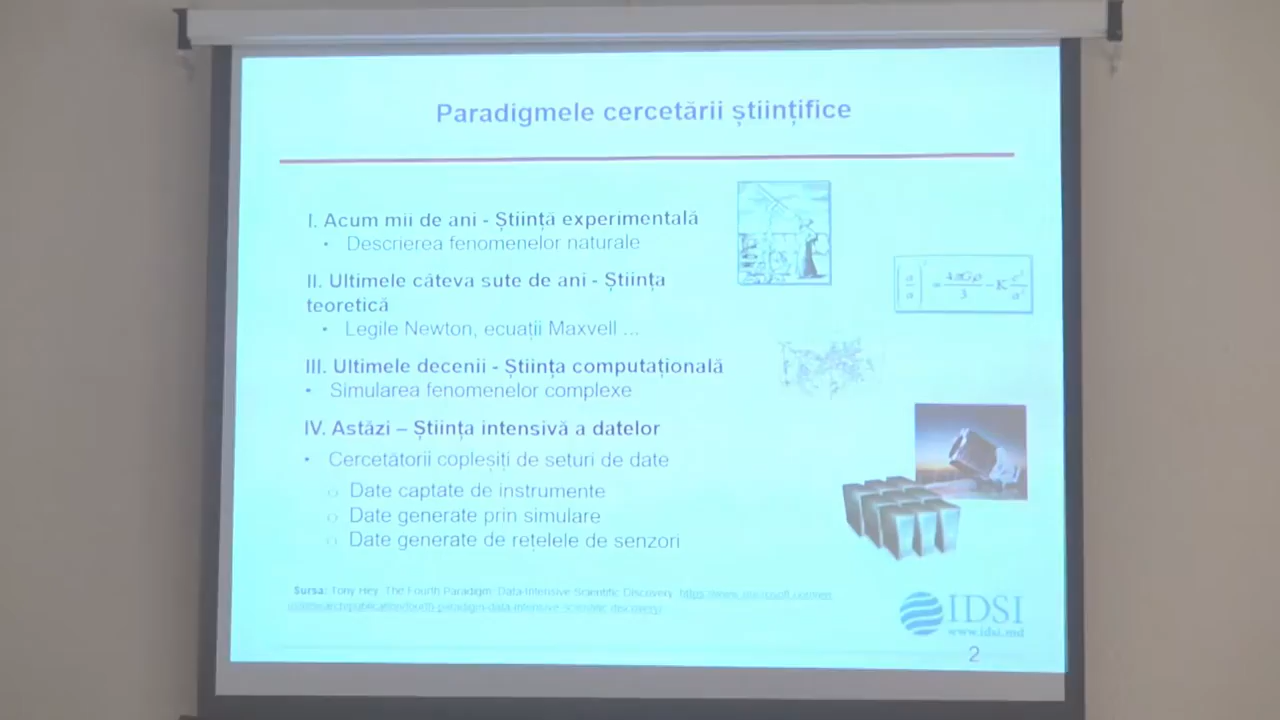 Paradigmele cercetării științifice
I. Acum mii de ani - Știință experimentală
• Descrierea fenomenelor naturale
II. Ultimele câteva sute de ani - Știința
teoretică
• Legile Newton, ecuații Maxvell ...
III. Ultimele decenii - Știința computațională
• Simularea fenomenelor complexe
IV. Astăzi – Știința intensivă a datelor
• Cercetătorii copleșiți de seturi de date
○ Date captate de instrumente
○ Date generate prin simulare
○ Date generate de rețelele de senzori
Sursa: Tony Hey. The Fourth Paradigm: Data-Intensive Scientific Discovery.
IDSI
www.idsi.md
2